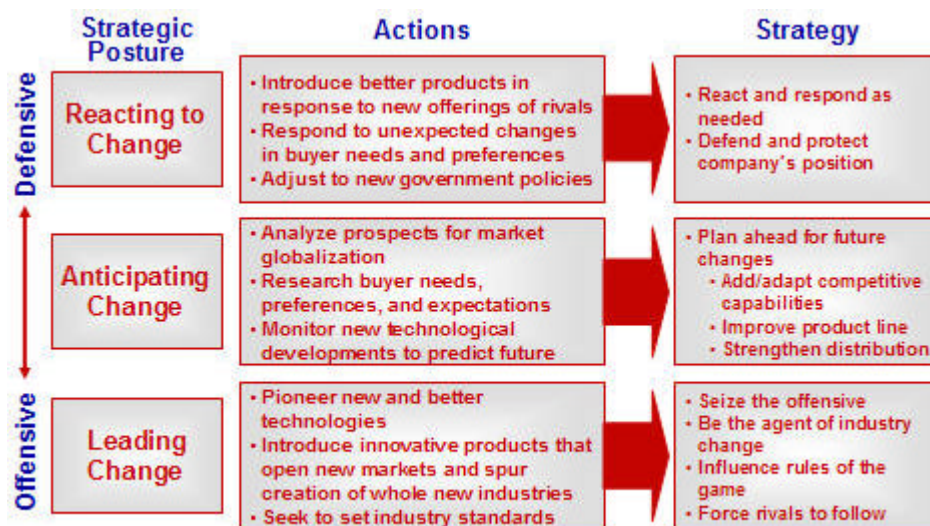 Strategic
Posture
Actions
Strategy
Defensive
Reacting to
Change
• Introduce better products in
response to new offerings of rivals
• Respond to unexpected changes
in buyer needs and preferences
• Adjust to new government policies
• React and respond as
needed
• Defend and protect
company's position
Anticipating
Change
• Analyze prospects for market
globalization
• Research buyer needs,
preferences, and expectations
• Monitor new technological
developments to predict future
• Plan ahead for future
changes
• Add/adapt competitive
capabilities
• Improve product line
• Strengthen distribution
Offensive
Leading
Change
• Pioneer new and better
technologies
• Introduce innovative products that
open new markets and spur
creation of whole new industries
• Seek to set industry standards
• Seize the offensive
• Be the agent of industry
change
• Influence rules of the
game
• Force rivals to follow